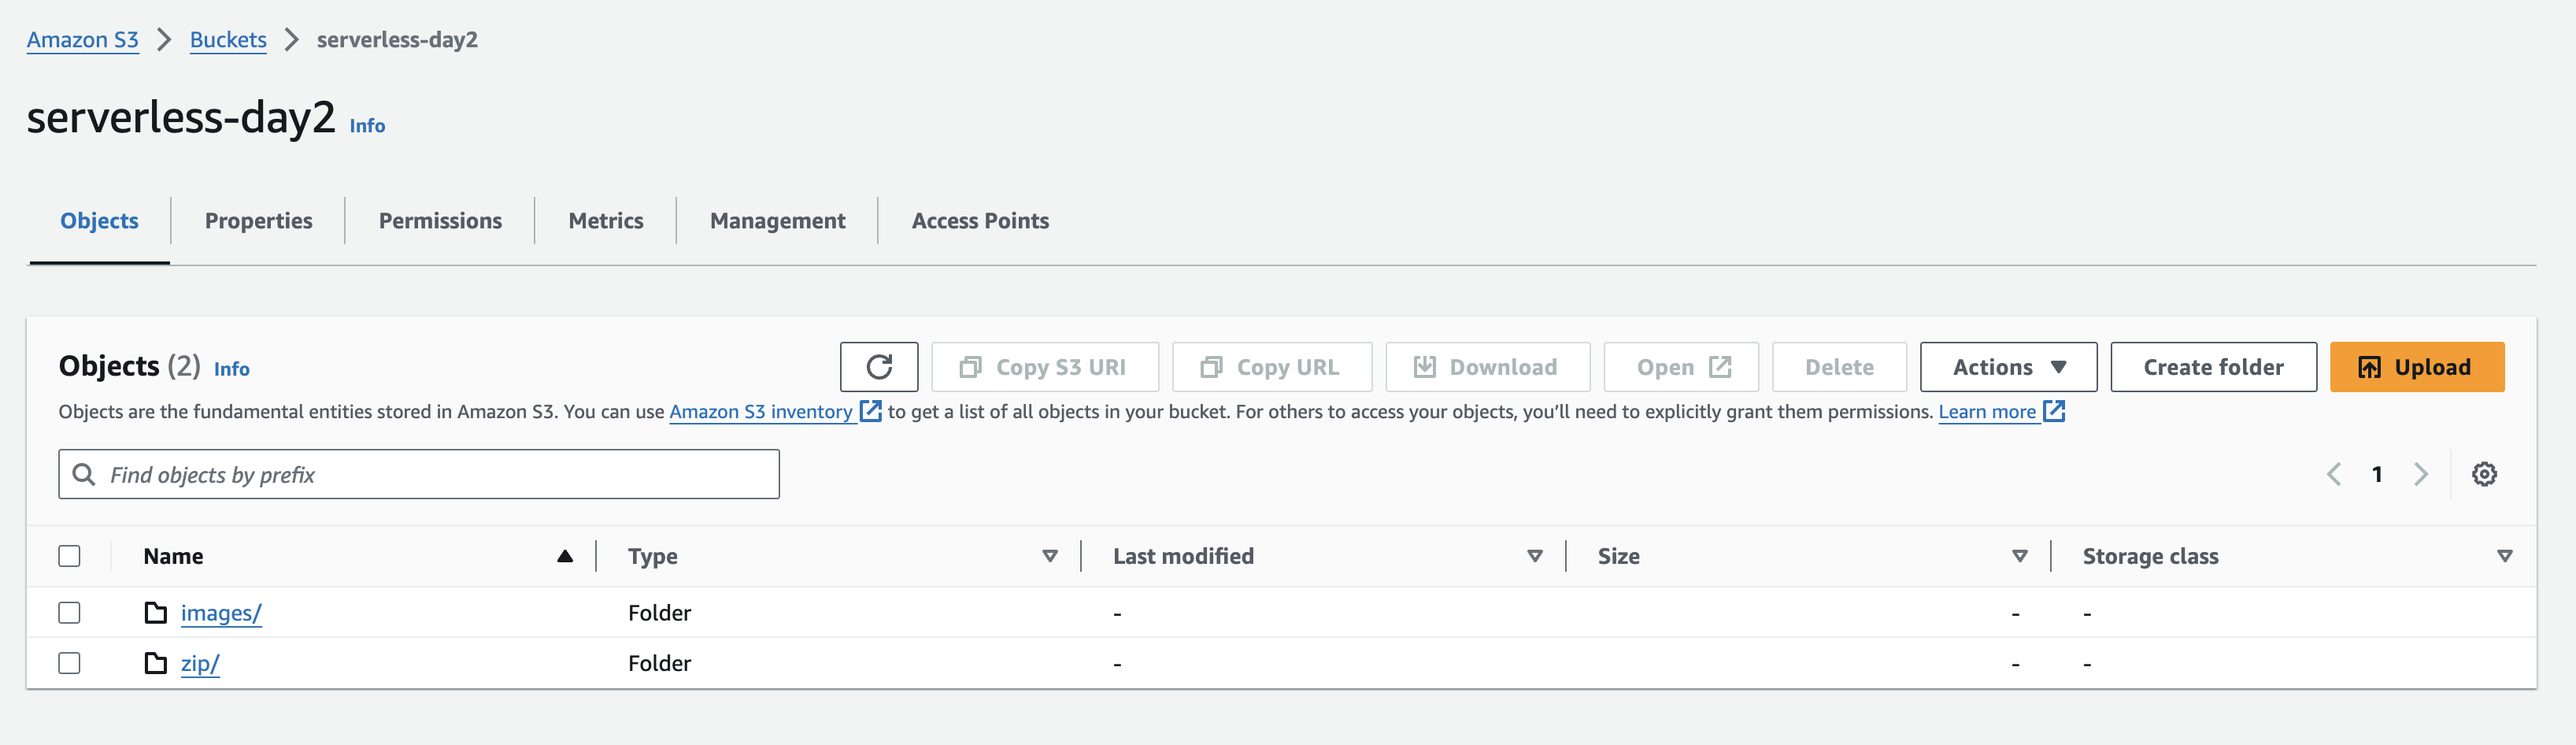 Amazon S3 > Buckets > serverless-day2
serverless-day2 Info
Objects Properties Permissions Metrics Management Access Points
Objects (2) Info
Copy S3 URI Copy URL Download Open Delete Actions Create folder Upload
Objects are the fundamental entities stored in Amazon S3. You can use Amazon S3 inventory to get a list of all objects in your bucket. For others to access your objects, you’ll need to explicitly grant them permissions. Learn more
Find objects by prefix
1
Name Type Last modified Size Storage class
images/ Folder - - -
zip/ Folder - - -